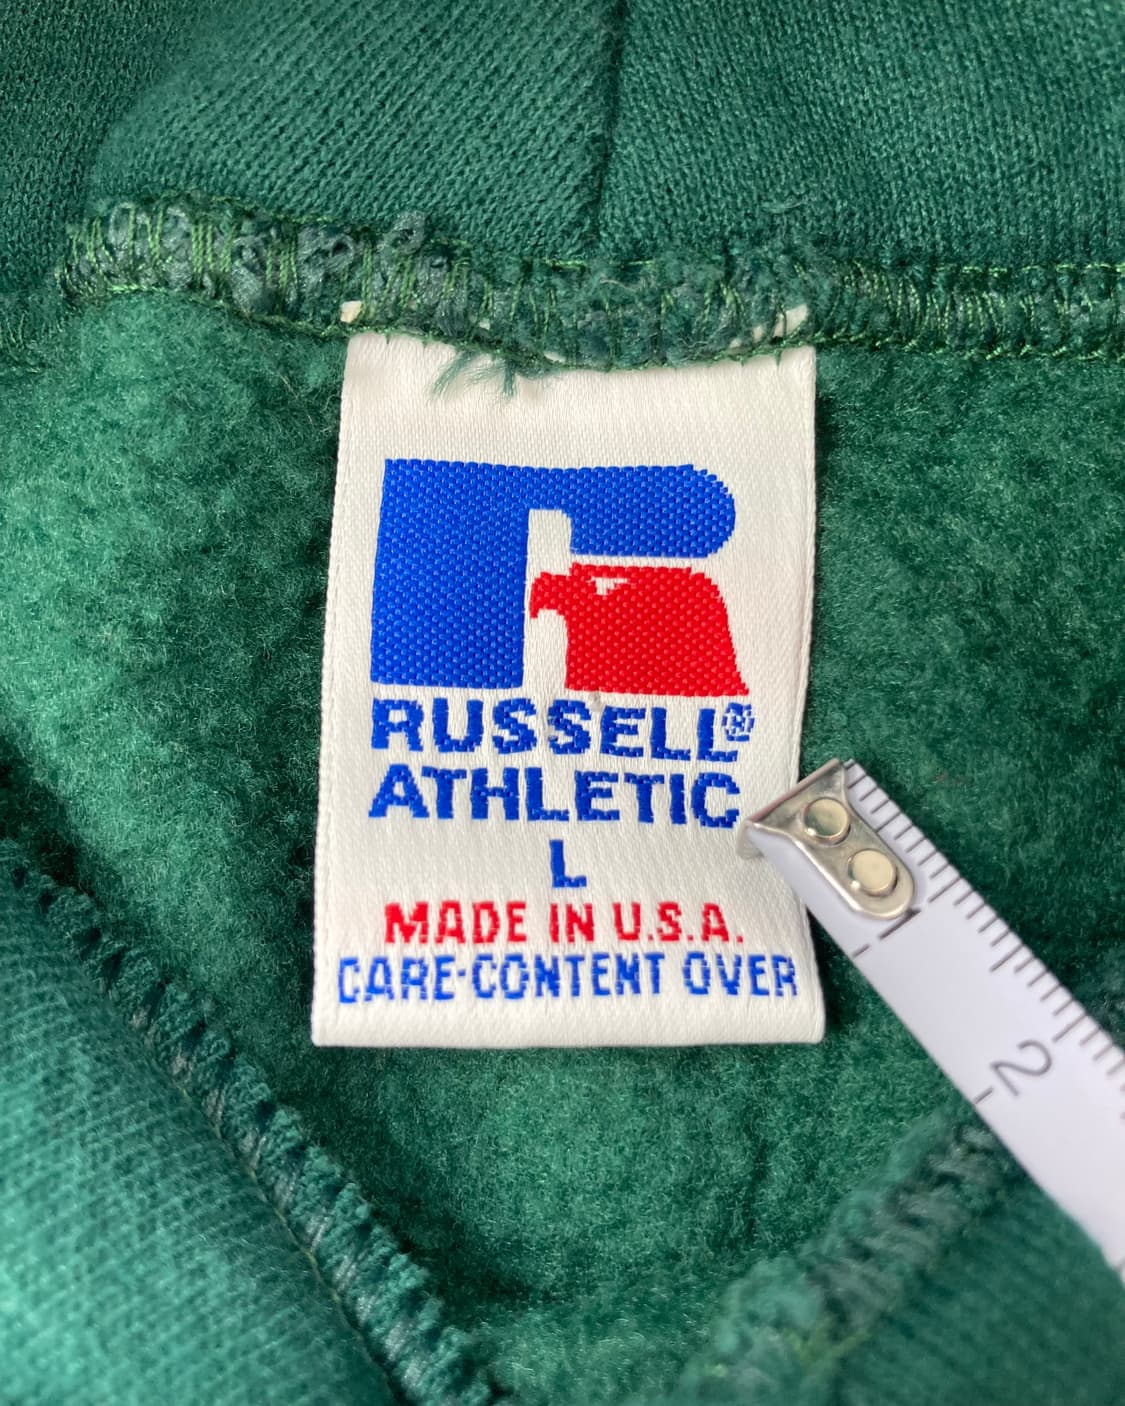 RUSSELL®
ATHLETIC
L
MADE IN U.S.A.
CARE-CONTENT OVER
1
2